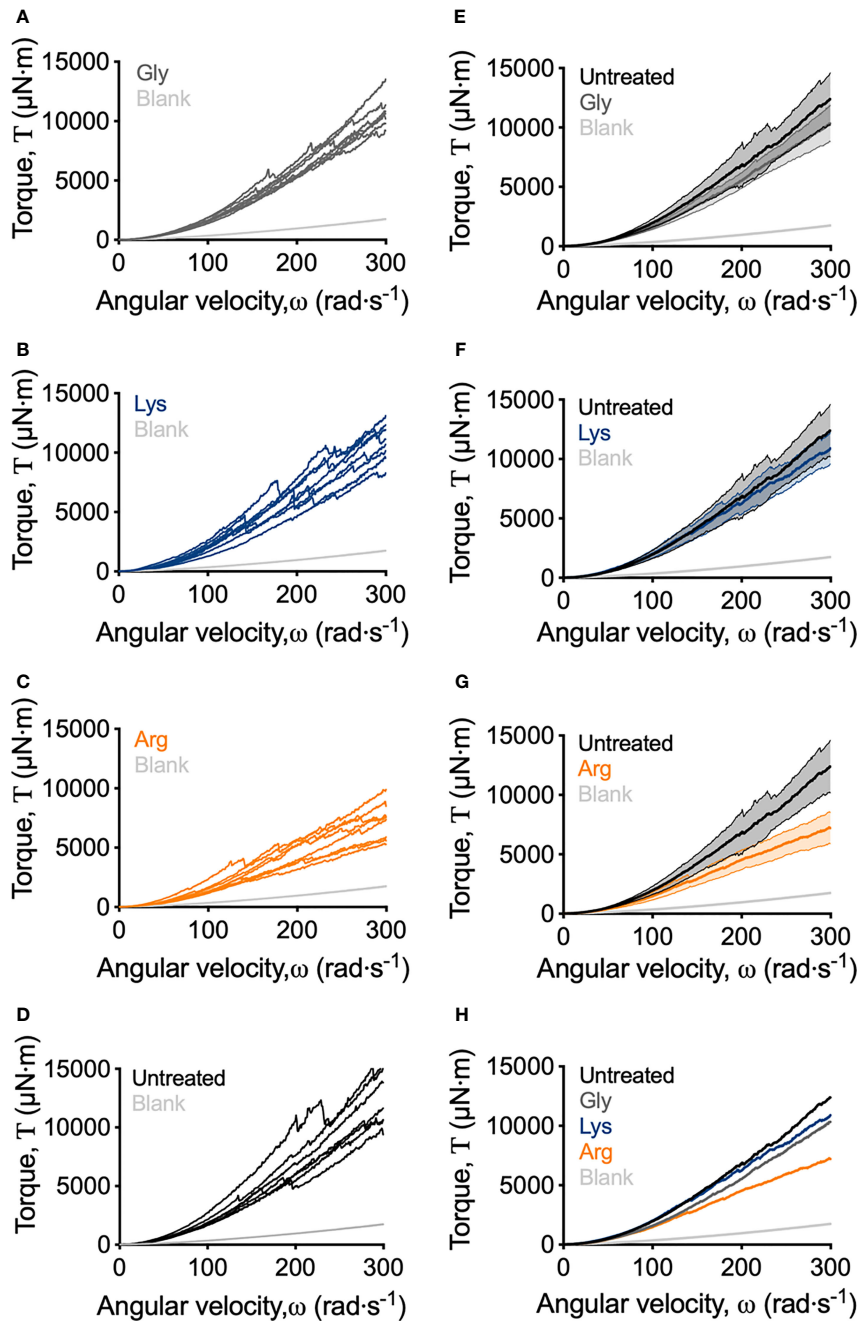 A
Torque, T (μN·m)
15000
10000
5000
0
Gly
Blank
0 100 200 300
Angular velocity,ω (rad·s-1)
B
Torque, T (μN·m)
15000
10000
5000
0
Lys
Blank
0 100 200 300
Angular velocity,ω (rad·s-1)
C
Torque, T (μN·m)
15000
10000
5000
0
Arg
Blank
0 100 200 300
Angular velocity,ω (rad·s-1)
D
Torque, T (μN·m)
15000
10000
5000
0
Untreated
Blank
0 100 200 300
Angular velocity,ω (rad·s-1)
E
Torque, T (μN·m)
15000
10000
5000
0
Untreated
Gly
Blank
0 100 200 300
Angular velocity, ω (rad·s-1)
F
Torque, T (μN·m)
15000
10000
5000
0
Untreated
Lys
Blank
0 100 200 300
Angular velocity, ω (rad·s-1)
G
Torque, T (μN·m)
15000
10000
5000
0
Untreated
Arg
Blank
0 100 200 300
Angular velocity, ω (rad·s-1)
H
Torque, T (μN·m)
15000
10000
5000
0
Untreated
Gly
Lys
Arg
Blank
0 100 200 300
Angular velocity, ω (rad·s-1)